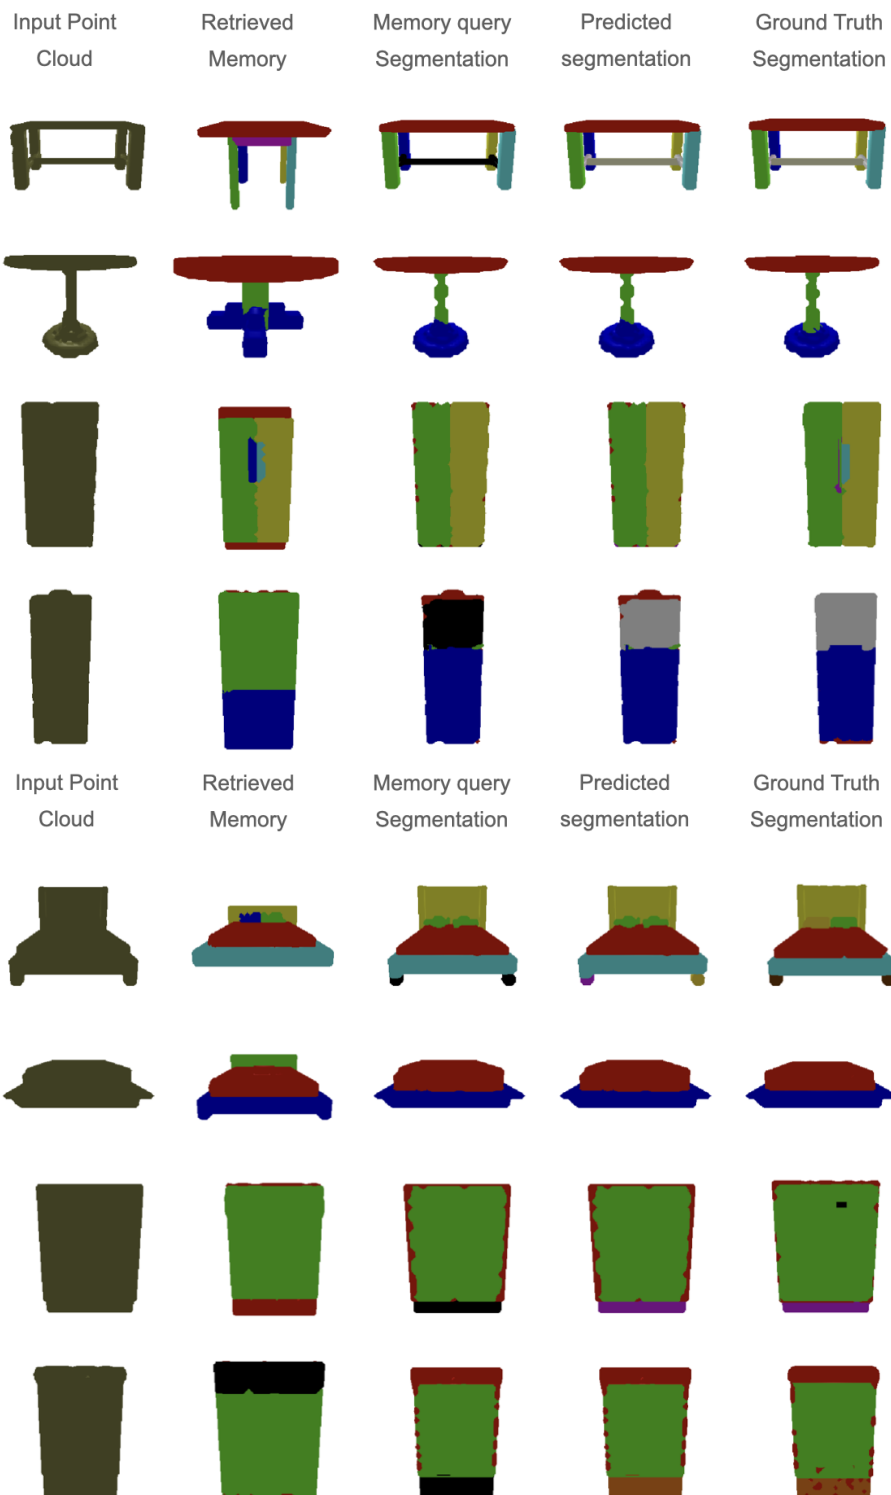 Input Point Cloud
Retrieved Memory
Memory query Segmentation
Predicted segmentation
Ground Truth Segmentation
Input Point Cloud
Retrieved Memory
Memory query Segmentation
Predicted segmentation
Ground Truth Segmentation